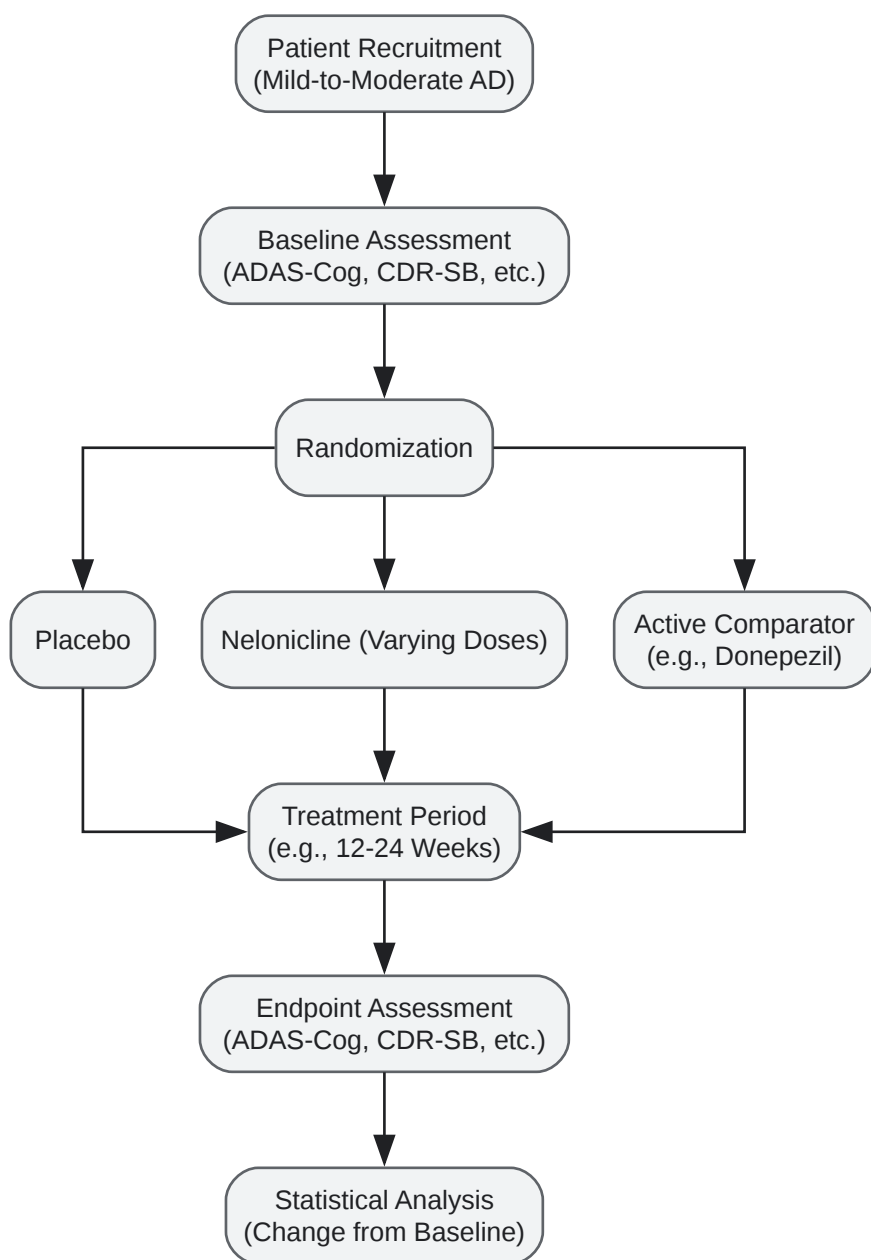 Patient Recruitment
(Mild-to-Moderate AD)
Baseline Assessment
(ADAS-Cog, CDR-SB, etc.)
Randomization
Placebo
Nelonicline (Varying Doses)
Active Comparator
(e.g., Donepezil)
Treatment Period
(e.g., 12-24 Weeks)
Endpoint Assessment
(ADAS-Cog, CDR-SB, etc.)
Statistical Analysis
(Change from Baseline)